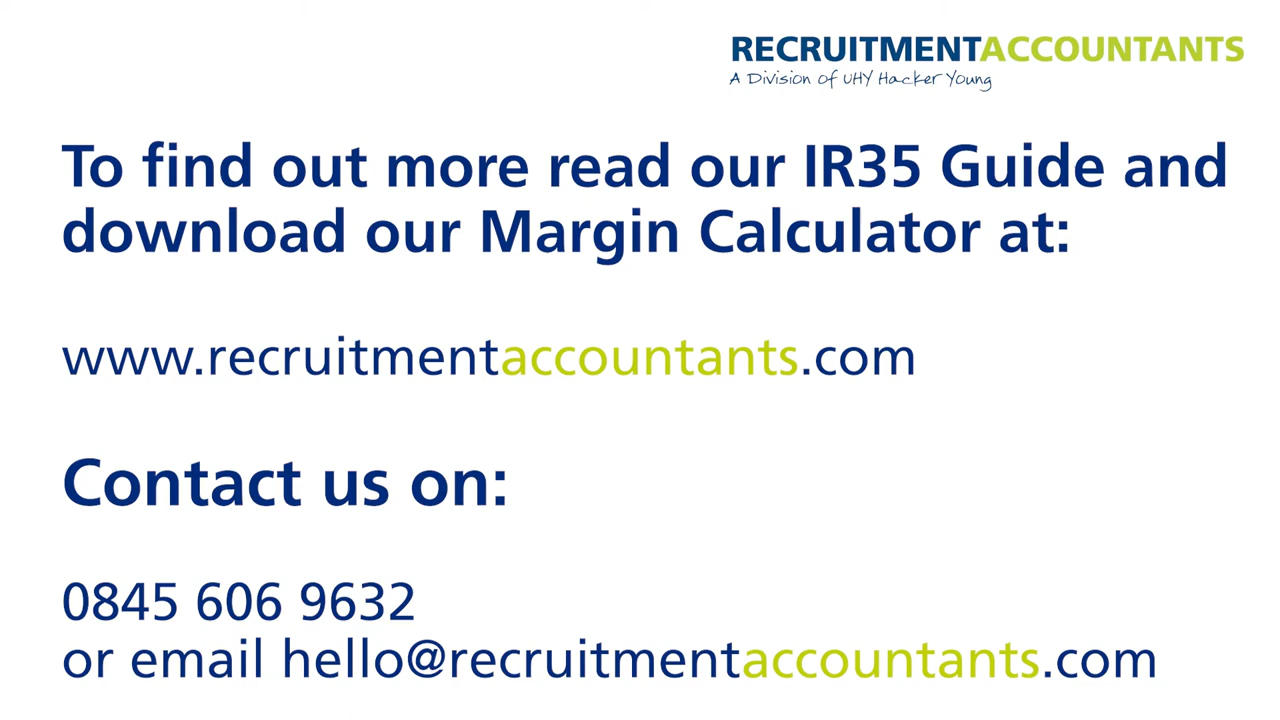 RECRUITMENTACCOUNTANTS
A Division of UHY Hacker Young
To find out more read our IR35 Guide and
download our Margin Calculator at:
www.recruitmentaccountants.com
Contact us on:
0845 606 9632
or email hello@recruitmentaccountants.com